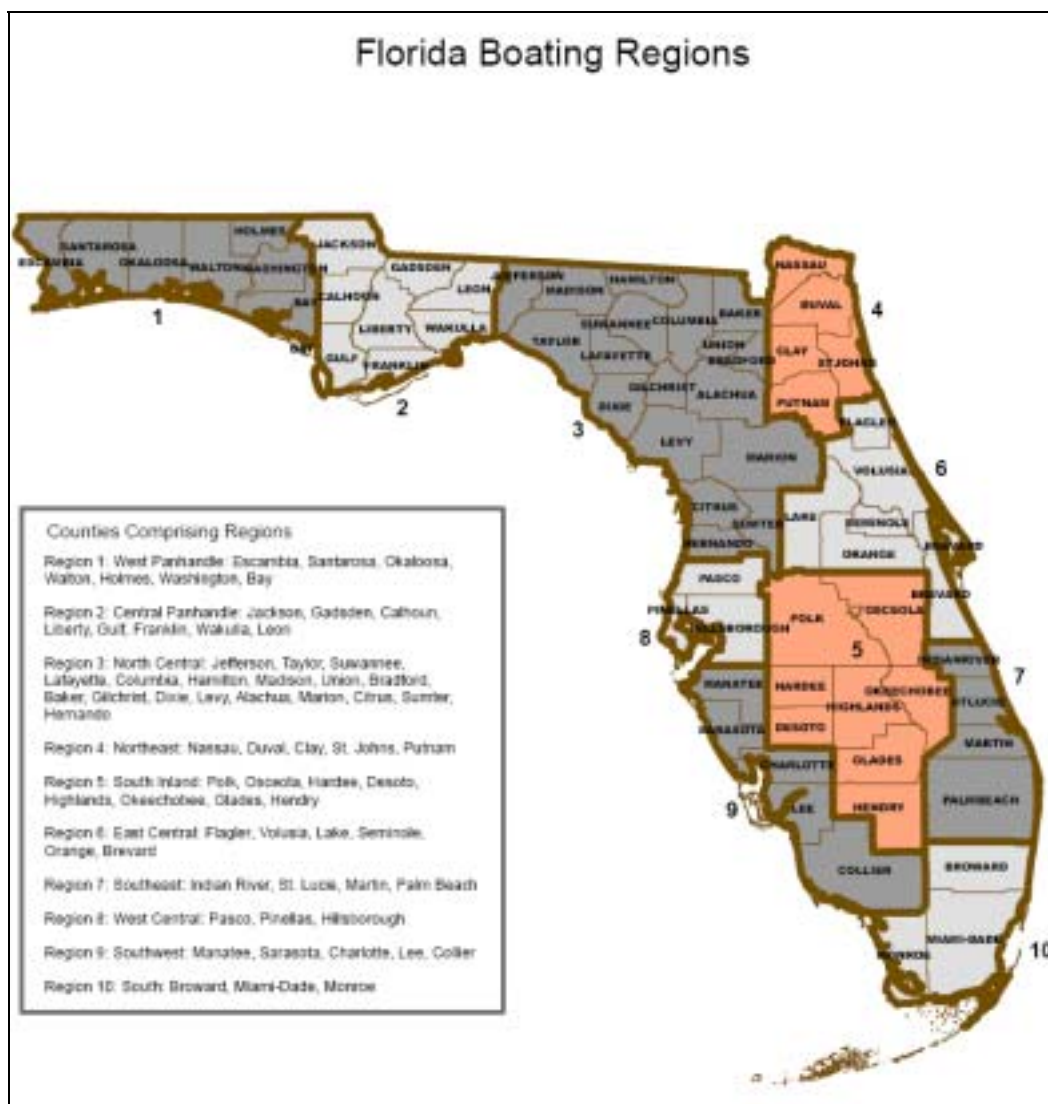 Florida Boating Regions
HOLMES
JACKSON
SANTAROSA
ESCAMBIA
OKALOOSA
WALTON
WASHINGTON
GADSDEN
CALHOUN
LEON
BAY
LIBERTY
WAKULLA
GULF
FRANKLIN
1
2
JEFFERSON
MADISON
HAMILTON
TAYLOR
SUWANNEE
COLUMBIA
BAKER
LAFAYETTE
UNION
BRADFORD
GILCHRIST
ALACHUA
DIXIE
LEVY
MARION
CITRUS
SUMTER
HERNANDO
3
NASSAU
DUVAL
CLAY
STJOHNS
PUTNAM
4
FLAGLER
VOLUSIA
LAKE
SEMINOLE
ORANGE
BREVARD
BREVARD
6
PASCO
PINELLAS
HILLSBOROUGH
8
POLK
OSCEOLA
5
HARDEE
OKEECHOBEE
HIGHLANDS
DESOTO
GLADES
HENDRY
INDIANRIVER
STLUCIE
MARTIN
PALMBEACH
7
MANATEE
SARASOTA
CHARLOTTE
LEE
COLLIER
9
BROWARD
MIAMI-DADE
MONROE
10
Counties Comprising Regions
Region 1: West Panhandle: Escambia, Santarosa, Okaloosa,
Walton, Holmes, Washington, Bay
Region 2: Central Panhandle: Jackson, Gadsden, Calhoun,
Liberty, Gulf, Franklin, Wakulla, Leon
Region 3: North Central: Jefferson, Taylor, Suwannee,
Lafayette, Columbia, Hamilton, Madison, Union, Bradford,
Baker, Gilchrist, Dixie, Levy, Alachua, Marion, Citrus, Sumter,
Hernando
Region 4: Northeast: Nassau, Duval, Clay, St. Johns, Putnam
Region 5: South Inland: Polk, Osceola, Hardee, Desoto,
Highlands, Okeechobee, Glades, Hendry
Region 6: East Central: Flagler, Volusia, Lake, Seminole,
Orange, Brevard
Region 7: Southeast: Indian River, St. Lucie, Martin, Palm Beach
Region 8: West Central: Pasco, Pinellas, Hillsborough
Region 9: Southwest: Manatee, Sarasota, Charlotte, Lee, Collier
Region 10: South: Broward, Miami-Dade, Monroe